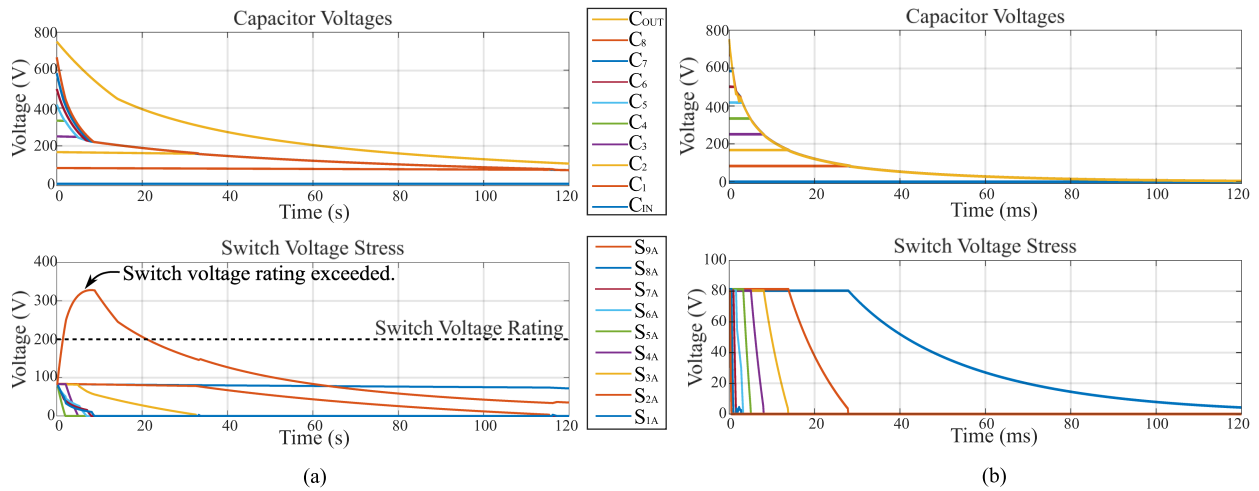 Capacitor Voltages
Voltage (V)
800
600
400
200
0
0 20 40 60 80 100 120
Time (s)
C_OUT
C_8
C_7
C_6
C_5
C_4
C_3
C_2
C_1
C_IN
Capacitor Voltages
Voltage (V)
800
600
400
200
0
0 20 40 60 80 100 120
Time (ms)
Switch Voltage Stress
Voltage (V)
400
300
200
100
0
Switch voltage rating exceeded.
Switch Voltage Rating
0 20 40 60 80 100 120
Time (s)
S_9A
S_8A
S_7A
S_6A
S_5A
S_4A
S_3A
S_2A
S_1A
Switch Voltage Stress
Voltage (V)
100
80
60
40
20
0
0 20 40 60 80 100 120
Time (ms)
(a)
(b)